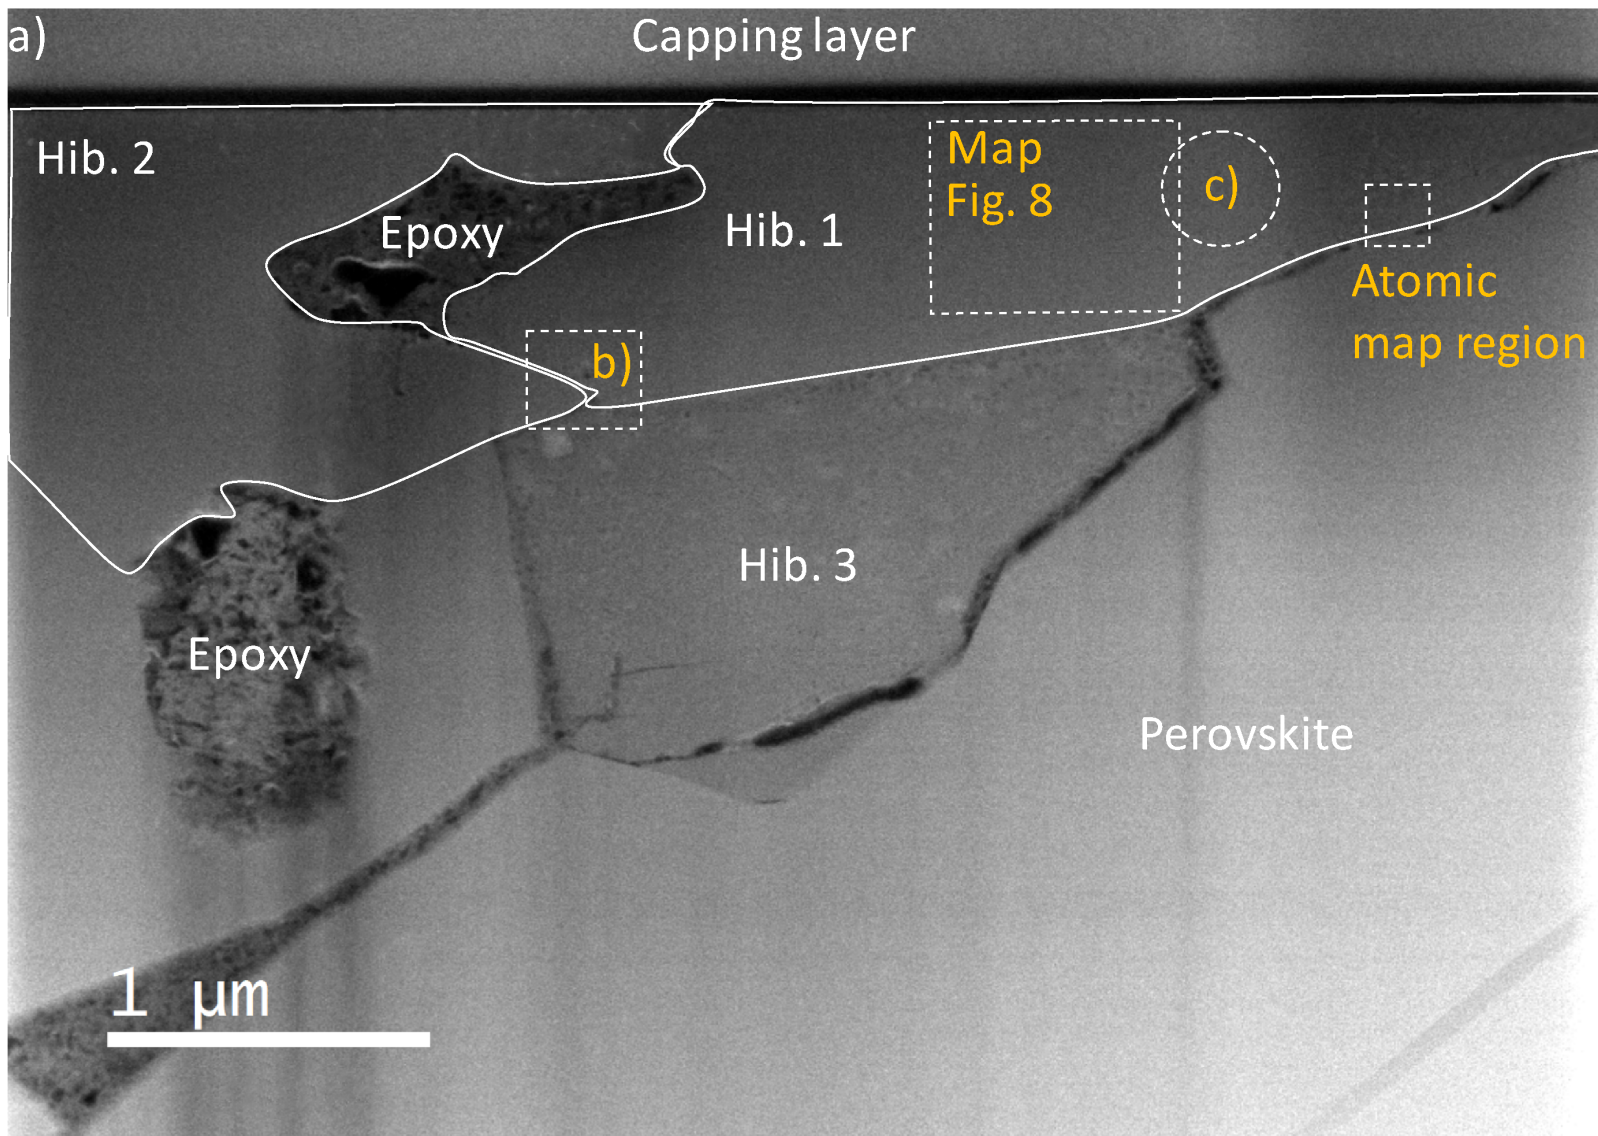 a)
Capping layer
Hib. 2
Map
Fig. 8
c)
Epoxy
Hib. 1
Atomic
map region
b)
Hib. 3
Epoxy
Perovskite
1 µm